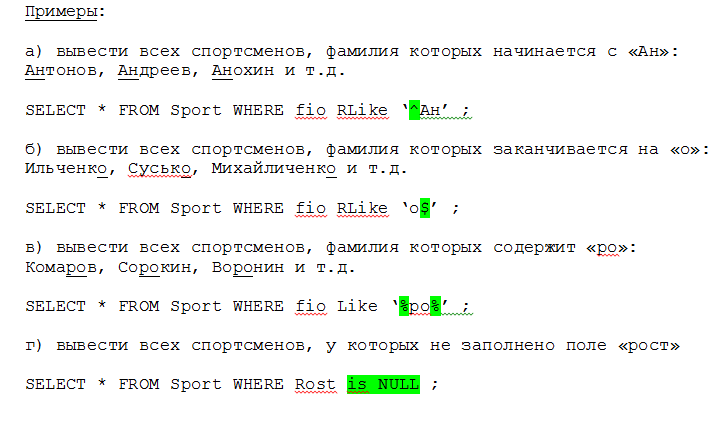 Примеры:
а) вывести всех спортсменов, фамилия которых начинается с «Ан»:
Антонов, Андреев, Анохин и т.д.
SELECT * FROM Sport WHERE fio RLike ‘^Ан’ ;
б) вывести всех спортсменов, фамилия которых заканчивается на «о»:
Ильченко, Сусько, Михайличенко и т.д.
SELECT * FROM Sport WHERE fio RLike ‘о$’ ;
в) вывести всех спортсменов, фамилия которых содержит «ро»:
Комаров, Сорокин, Воронин и т.д.
SELECT * FROM Sport WHERE fio Like ‘%ро%’ ;
г) вывести всех спортсменов, у которых не заполнено поле «рост»
SELECT * FROM Sport WHERE Rost is NULL ;